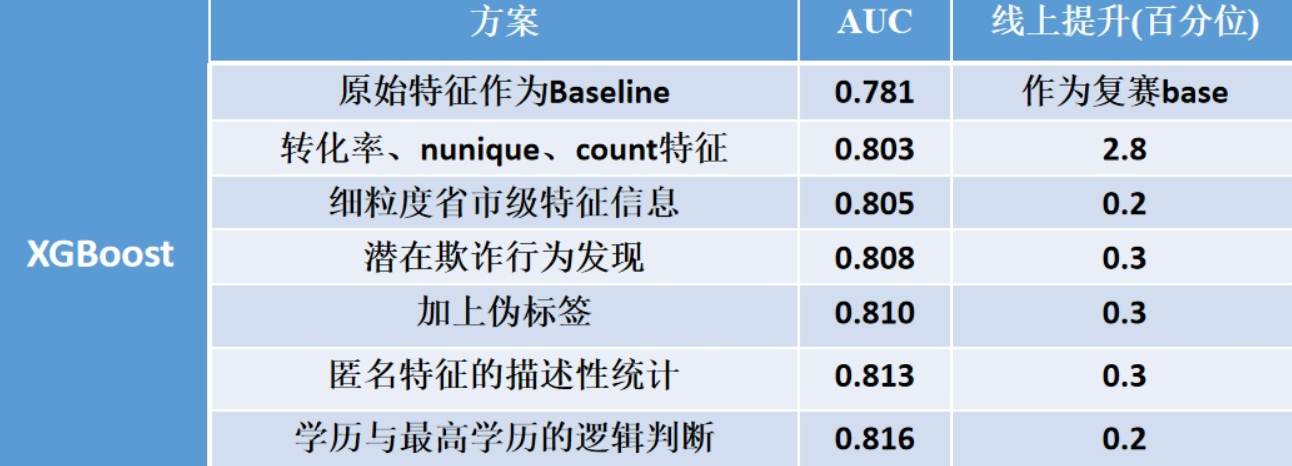 方案 AUC 线上提升(百分位)
原始特征作为Baseline 0.781 作为复赛base
转化率、nunique、count特征 0.803 2.8
细粒度省市级特征信息 0.805 0.2
XGBoost
潜在欺诈行为发现 0.808 0.3
加上伪标签 0.810 0.3
匿名特征的描述性统计 0.813 0.3
学历与最高学历的逻辑判断 0.816 0.2